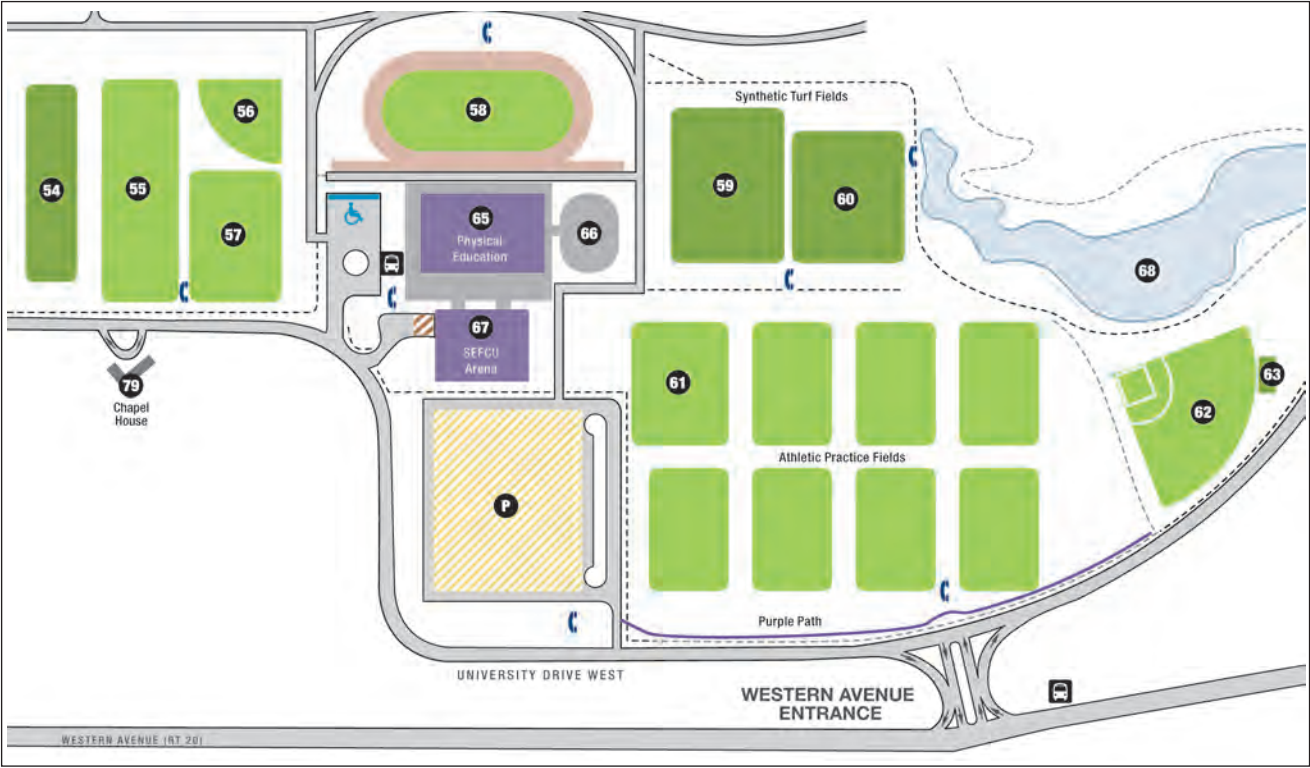 58
Synthetic Turf Fields
56
54
55
59
60
65
Physical
Education
57
66
68
67
SEFCU
Arena
63
79
Chapel
House
61
62
Athletic Practice Fields
P
Purple Path
UNIVERSITY DRIVE WEST
WESTERN AVENUE
ENTRANCE
WESTERN AVENUE (RT 20)